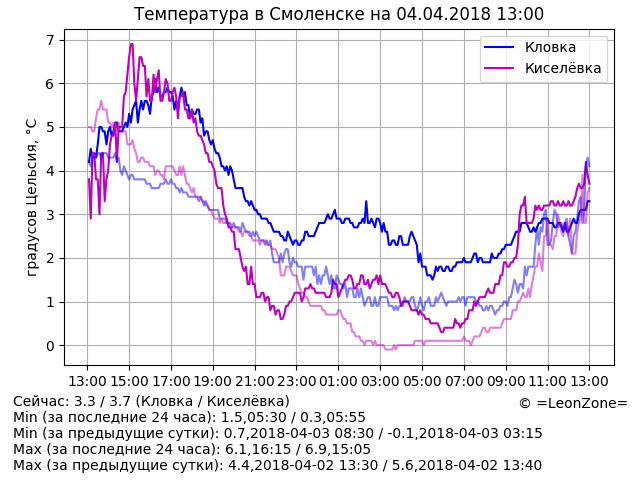 Температура в Смоленске на 04.04.2018 13:00
Кловка
Киселёвка
градусов Цельсия, °C
7
6
5
4
3
2
1
0
13:00 15:00 17:00 19:00 21:00 23:00 01:00 03:00 05:00 07:00 09:00 11:00 13:00
Сейчас: 3.3 / 3.7 (Кловка / Киселёвка)
© =LeonZone=
Min (за последние 24 часа): 1.5,05:30 / 0.3,05:55
Min (за предыдущие сутки): 0.7,2018-04-03 08:30 / -0.1,2018-04-03 03:15
Max (за последние 24 часа): 6.1,16:15 / 6.9,15:05
Max (за предыдущие сутки): 4.4,2018-04-02 13:30 / 5.6,2018-04-02 13:40